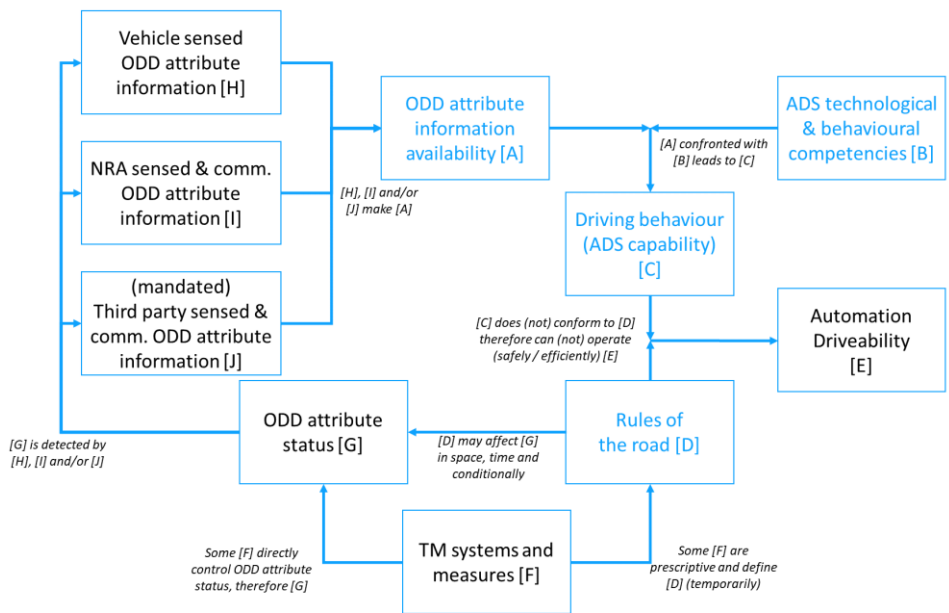 Vehicle sensed
ODD attribute
information [H]
NRA sensed & comm.
ODD attribute
information [I]
(mandated)
Third party sensed &
comm. ODD attribute
information [J]
[H], [I] and/or
[J] make [A]
ODD attribute
information
availability [A]
[A] confronted with
[B] leads to [C]
ADS technological
& behavioural
competencies [B]
Driving behaviour
(ADS capability)
[C]
[C] does (not) conform to [D]
therefore can (not) operate
(safely / efficiently) [E]
Automation
Driveability
[E]
[G] is detected by
[H], [I] and/or [J]
ODD attribute
status [G]
[D] may affect [G]
in space, time and
conditionally
Rules of
the road [D]
Some [F] directly
control ODD attribute
status, therefore [G]
TM systems and
measures [F]
Some [F] are
prescriptive and define
[D] (temporarily)